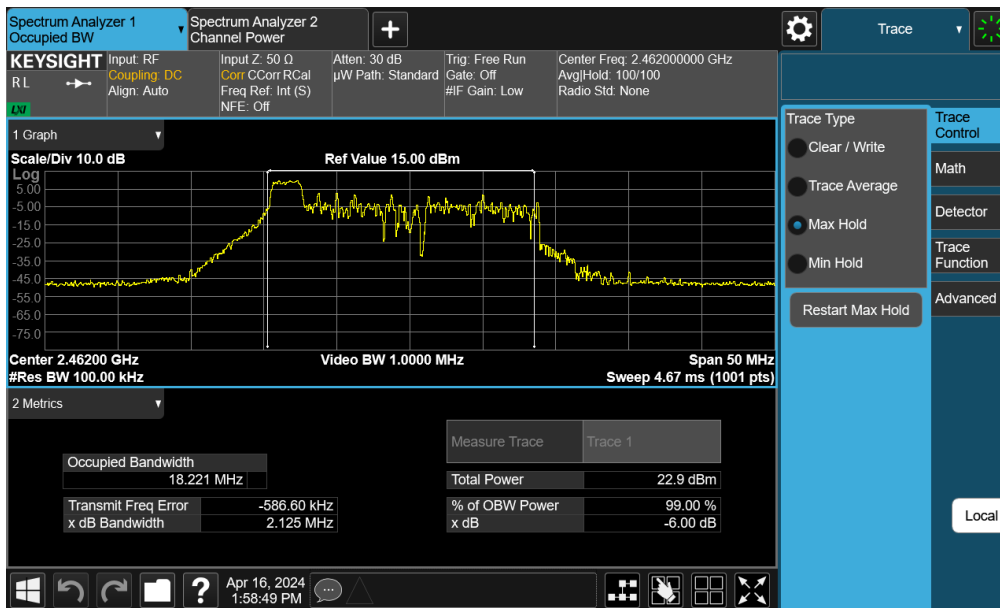 Spectrum Analyzer 1
Occupied BW
Spectrum Analyzer 2
Channel Power
Trace
KEYSIGHT
R L
LXI
Input: RF
Coupling: DC
Align: Auto
Input Z: 50 Ω
Corr CCorr RCal
Freq Ref: Int (S)
NFE: Off
Atten: 30 dB
µW Path: Standard
Trig: Free Run
Gate: Off
#IF Gain: Low
Center Freq: 2.462000000 GHz
Avg|Hold: 100/100
Radio Std: None
1 Graph
Scale/Div 10.0 dB
Ref Value 15.00 dBm
Log
5.00
-5.00
-15.0
-25.0
-35.0
-45.0
-55.0
-65.0
-75.0
Center 2.46200 GHz
Video BW 1.0000 MHz
Span 50 MHz
#Res BW 100.00 kHz
Sweep 4.67 ms (1001 pts)
2 Metrics
Measure Trace
Trace 1
Occupied Bandwidth
18.221 MHz
Total Power
22.9 dBm
Transmit Freq Error
-586.60 kHz
% of OBW Power
99.00 %
x dB Bandwidth
2.125 MHz
x dB
-6.00 dB
Trace Type
Clear / Write
Trace Average
Max Hold
Min Hold
Restart Max Hold
Trace
Control
Math
Detector
Trace
Function
Advanced
Local
?
Apr 16, 2024
1:58:49 PM